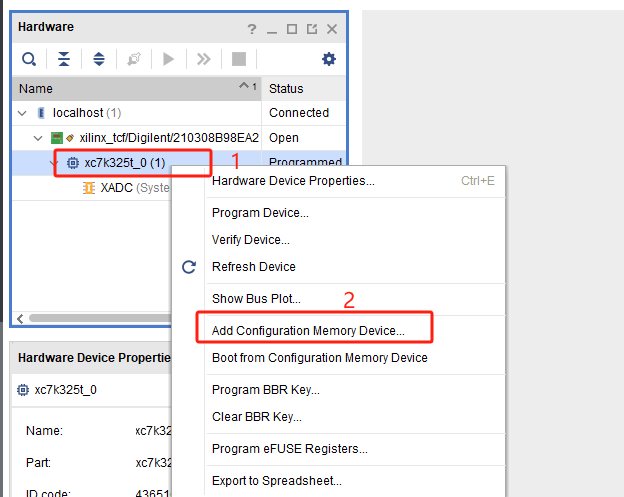 Hardware
? _ □ ✕
Name 1 Status
localhost (1) Connected
xilinx_tcf/Digilent/210308B98EA2 Open
xc7k325t_0 (1) 1 Programmed
XADC (Syste
Hardware Device Properties... Ctrl+E
Program Device...
Verify Device...
Refresh Device
Show Bus Plot...
2
Add Configuration Memory Device...
Boot from Configuration Memory Device
Program BBR Key...
Clear BBR Key...
Program eFUSE Registers...
Export to Spreadsheet...
Hardware Device Propertie
xc7k325t_0
Name: xc7k32
Part: xc7k32
ID code: 43651